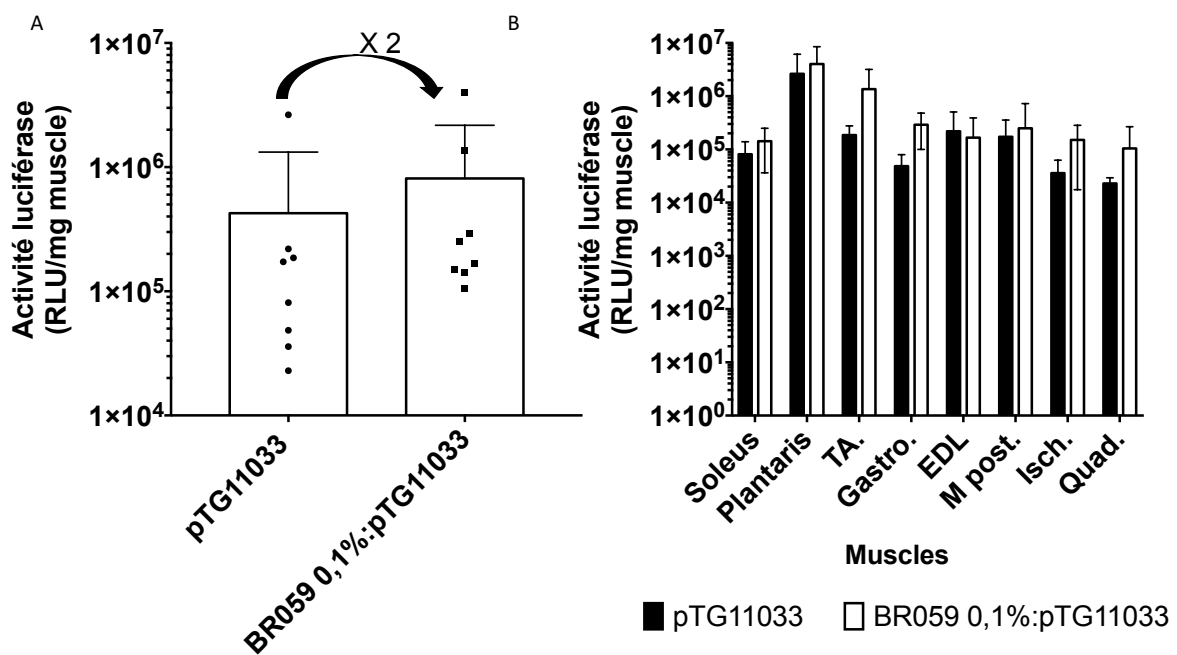 A
Activité luciférase
(RLU/mg muscle)
1×10⁷
1×10⁶
1×10⁵
1×10⁴
X 2
pTG11033
BR059 0,1%:pTG11033
B
Activité luciférase
(RLU/mg muscle)
1×10⁷
1×10⁶
1×10⁵
1×10⁴
1×10³
1×10²
1×10¹
1×10⁰
Soleus
Plantaris
TA.
Gastro.
EDL
M post.
Isch.
Quad.
Muscles
pTG11033
BR059 0,1%:pTG11033